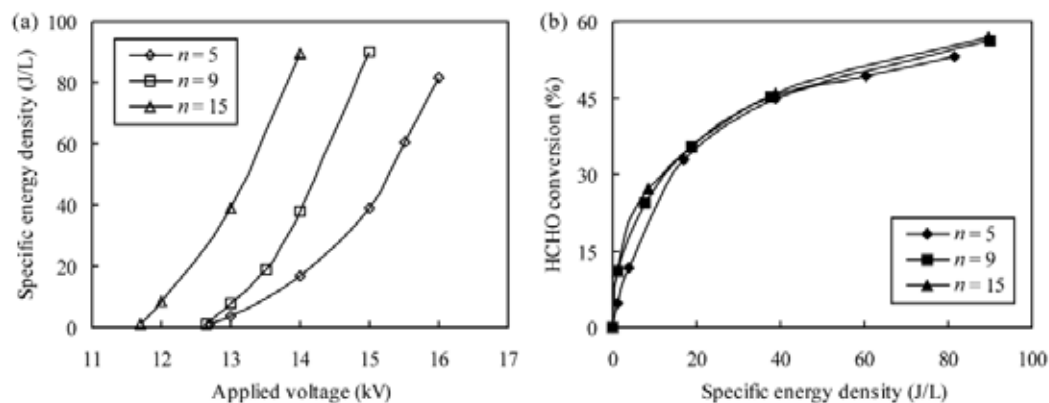 (a)
Specific energy density (J/L)
100
80
60
40
20
0
n = 5
n = 9
n = 15
11 12 13 14 15 16 17
Applied voltage (kV)
(b)
HCHO conversion (%)
60
45
30
15
0
n = 5
n = 9
n = 15
0 20 40 60 80 100
Specific energy density (J/L)